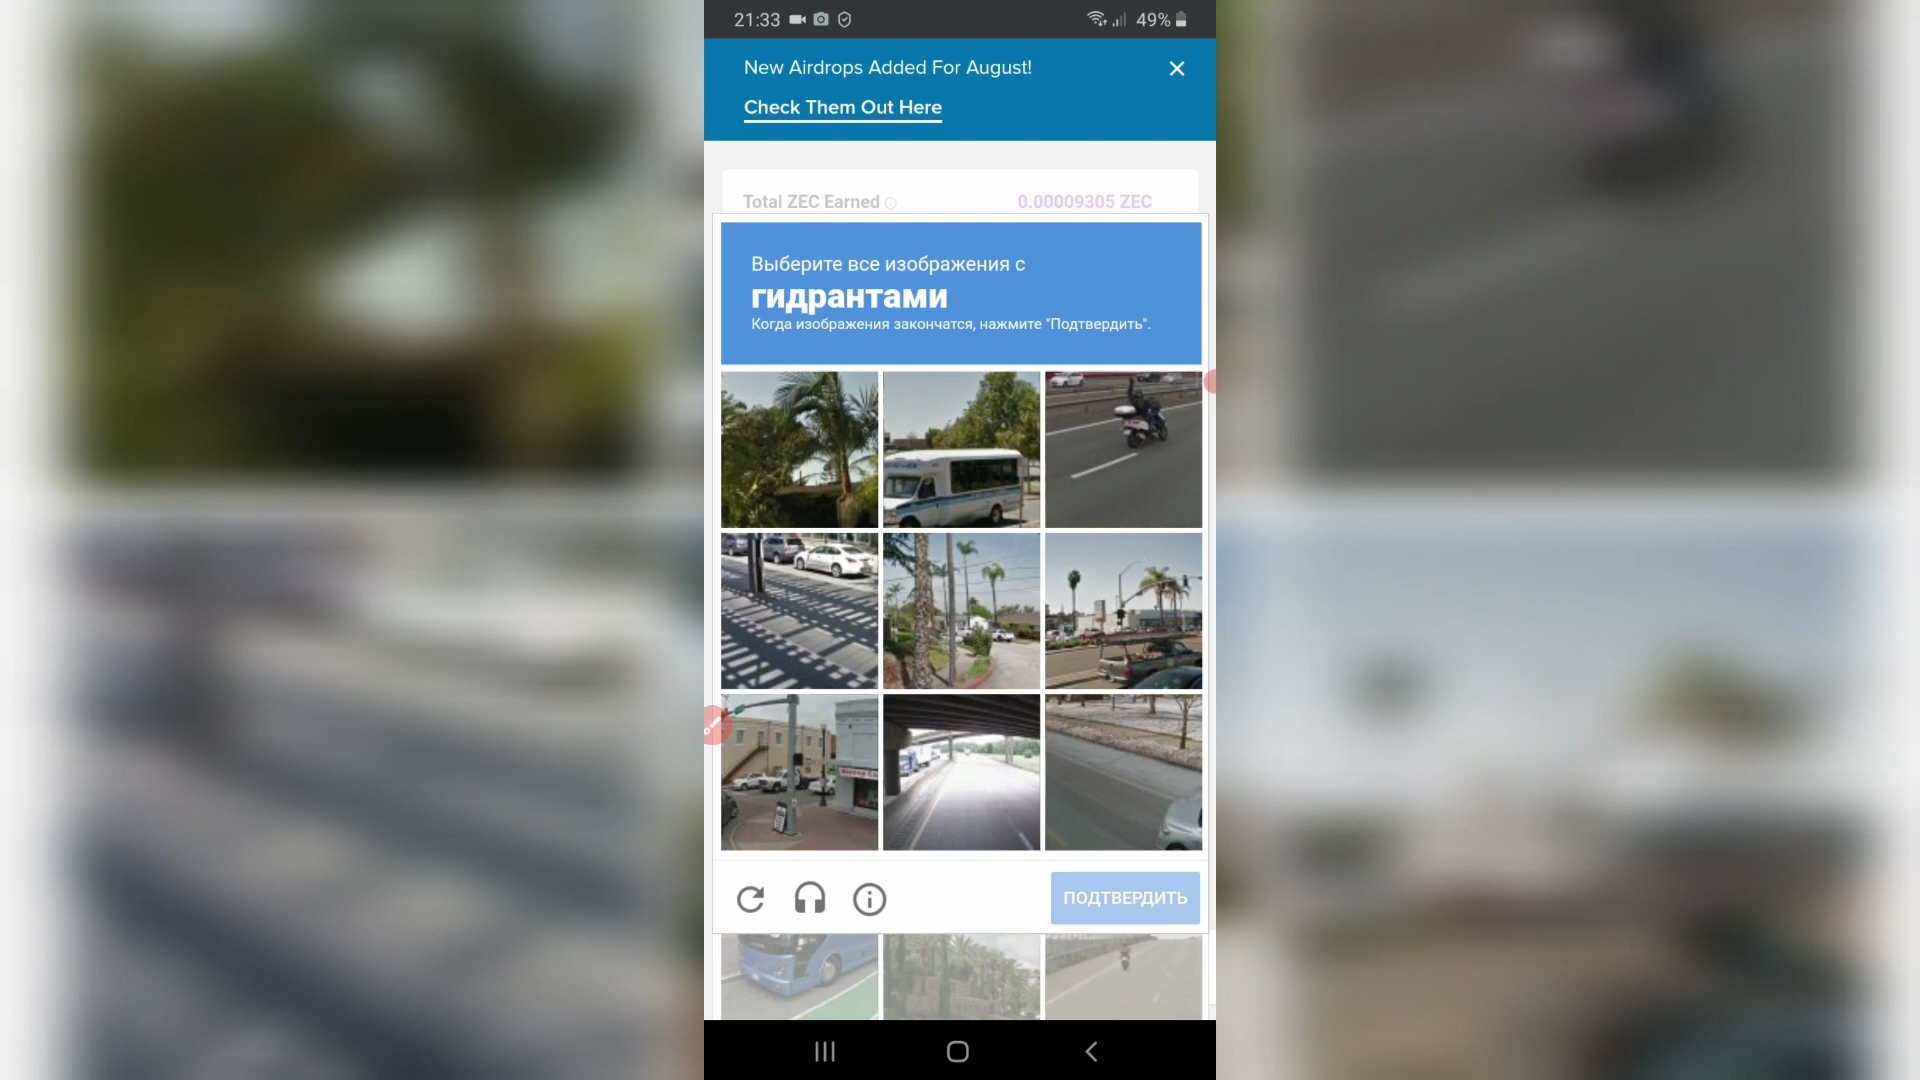 21:33
49%
New Airdrops Added For August!
Check Them Out Here
Total ZEC Earned
0.00009305 ZEC
Выберите все изображения с
гидрантами
Когда изображения закончатся, нажмите "Подтвердить".
ПОДТВЕРДИТЬ